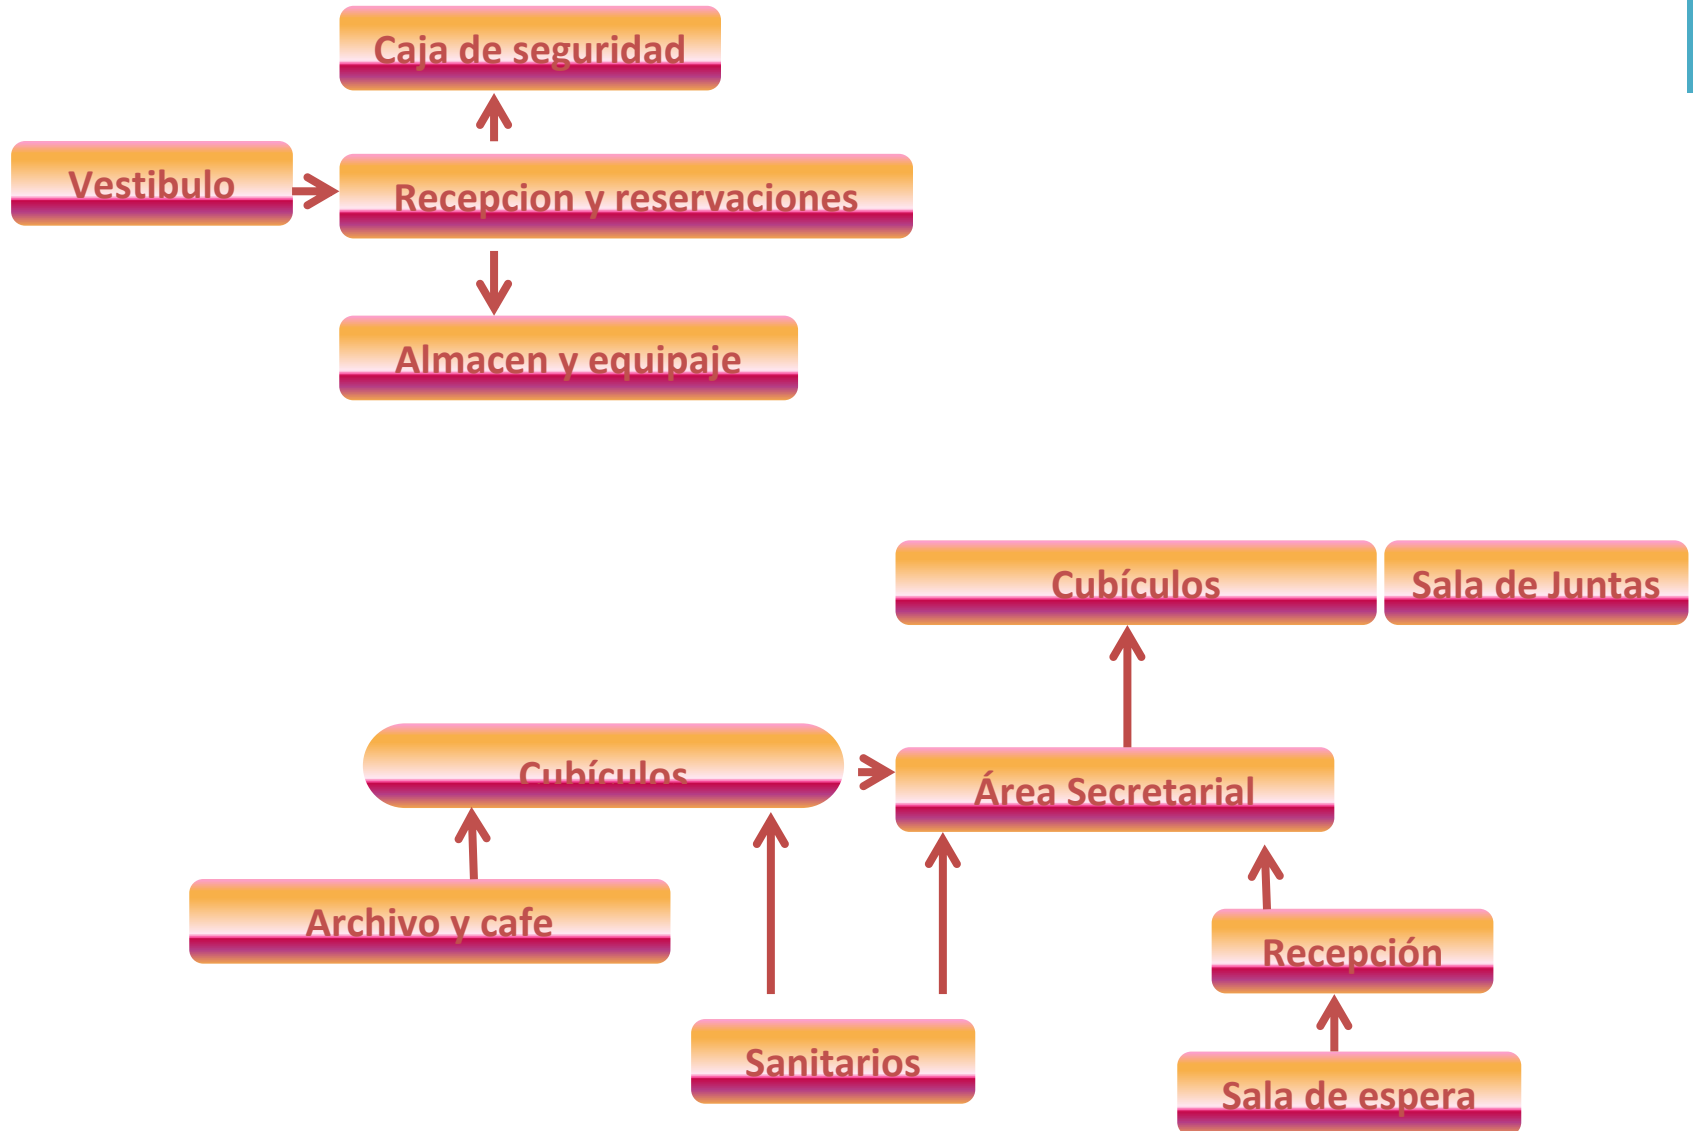 Caja de seguridad
Vestibulo
Recepcion y reservaciones
Almacen y equipaje
Cubículos
Sala de Juntas
Cubículos
Área Secretarial
Archivo y cafe
Recepción
Sanitarios
Sala de espera